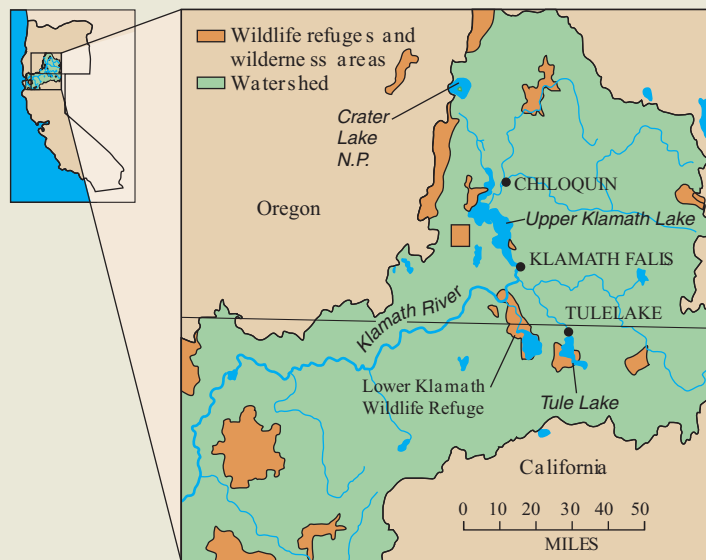 Wildlife refuges and
wilderness areas
Watershed
Crater
Lake
N.P.
CHILOQUIN
Oregon
Upper Klamath Lake
KLAMATH FALLS
Klamath River
TULELAKE
Lower Klamath
Wildlife Refuge
Tule Lake
California
0 10 20 30 40 50
MILES